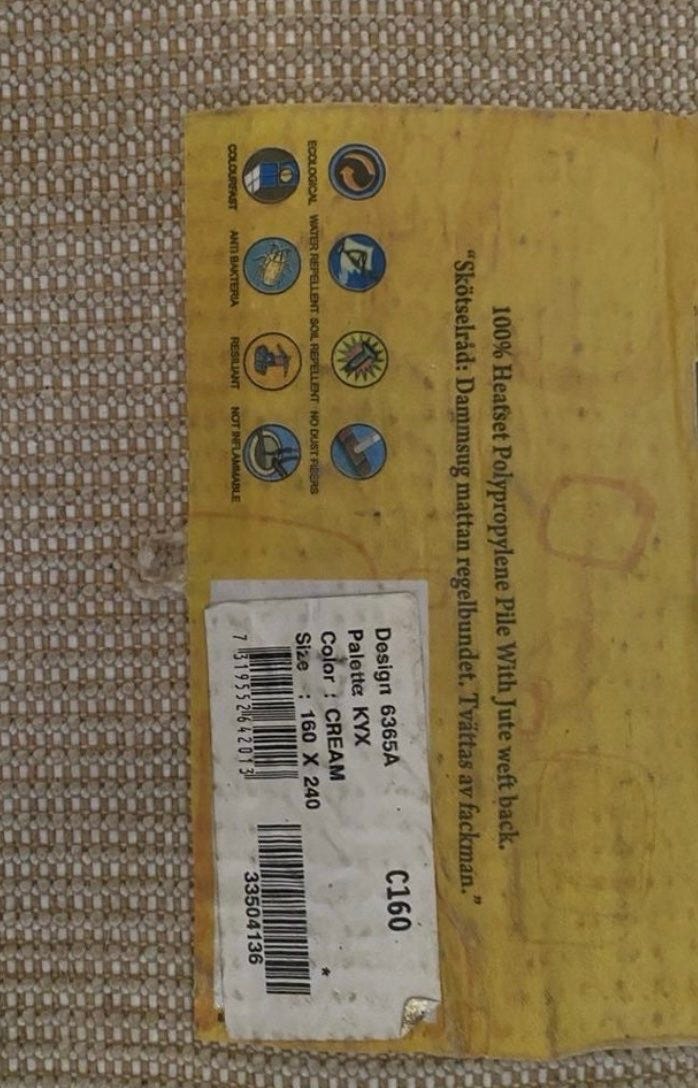 100% Heatset Polypropylene Pile With Jute weft back.
"Skötselråd: Dammsug mattan regelbundet. Tvättas av fackman."
ECOLOGICAL WATER REPELLENT SOIL REPELLENT NO DUST FIBERS
COLOURFAST ANTI BAKTERIA RESILIANT NOT INFLAMMABLE
C160
Design 6365A
Palette KYX
Color : CREAM
Size : 160 X 240
*
7 319552 642013
33504136